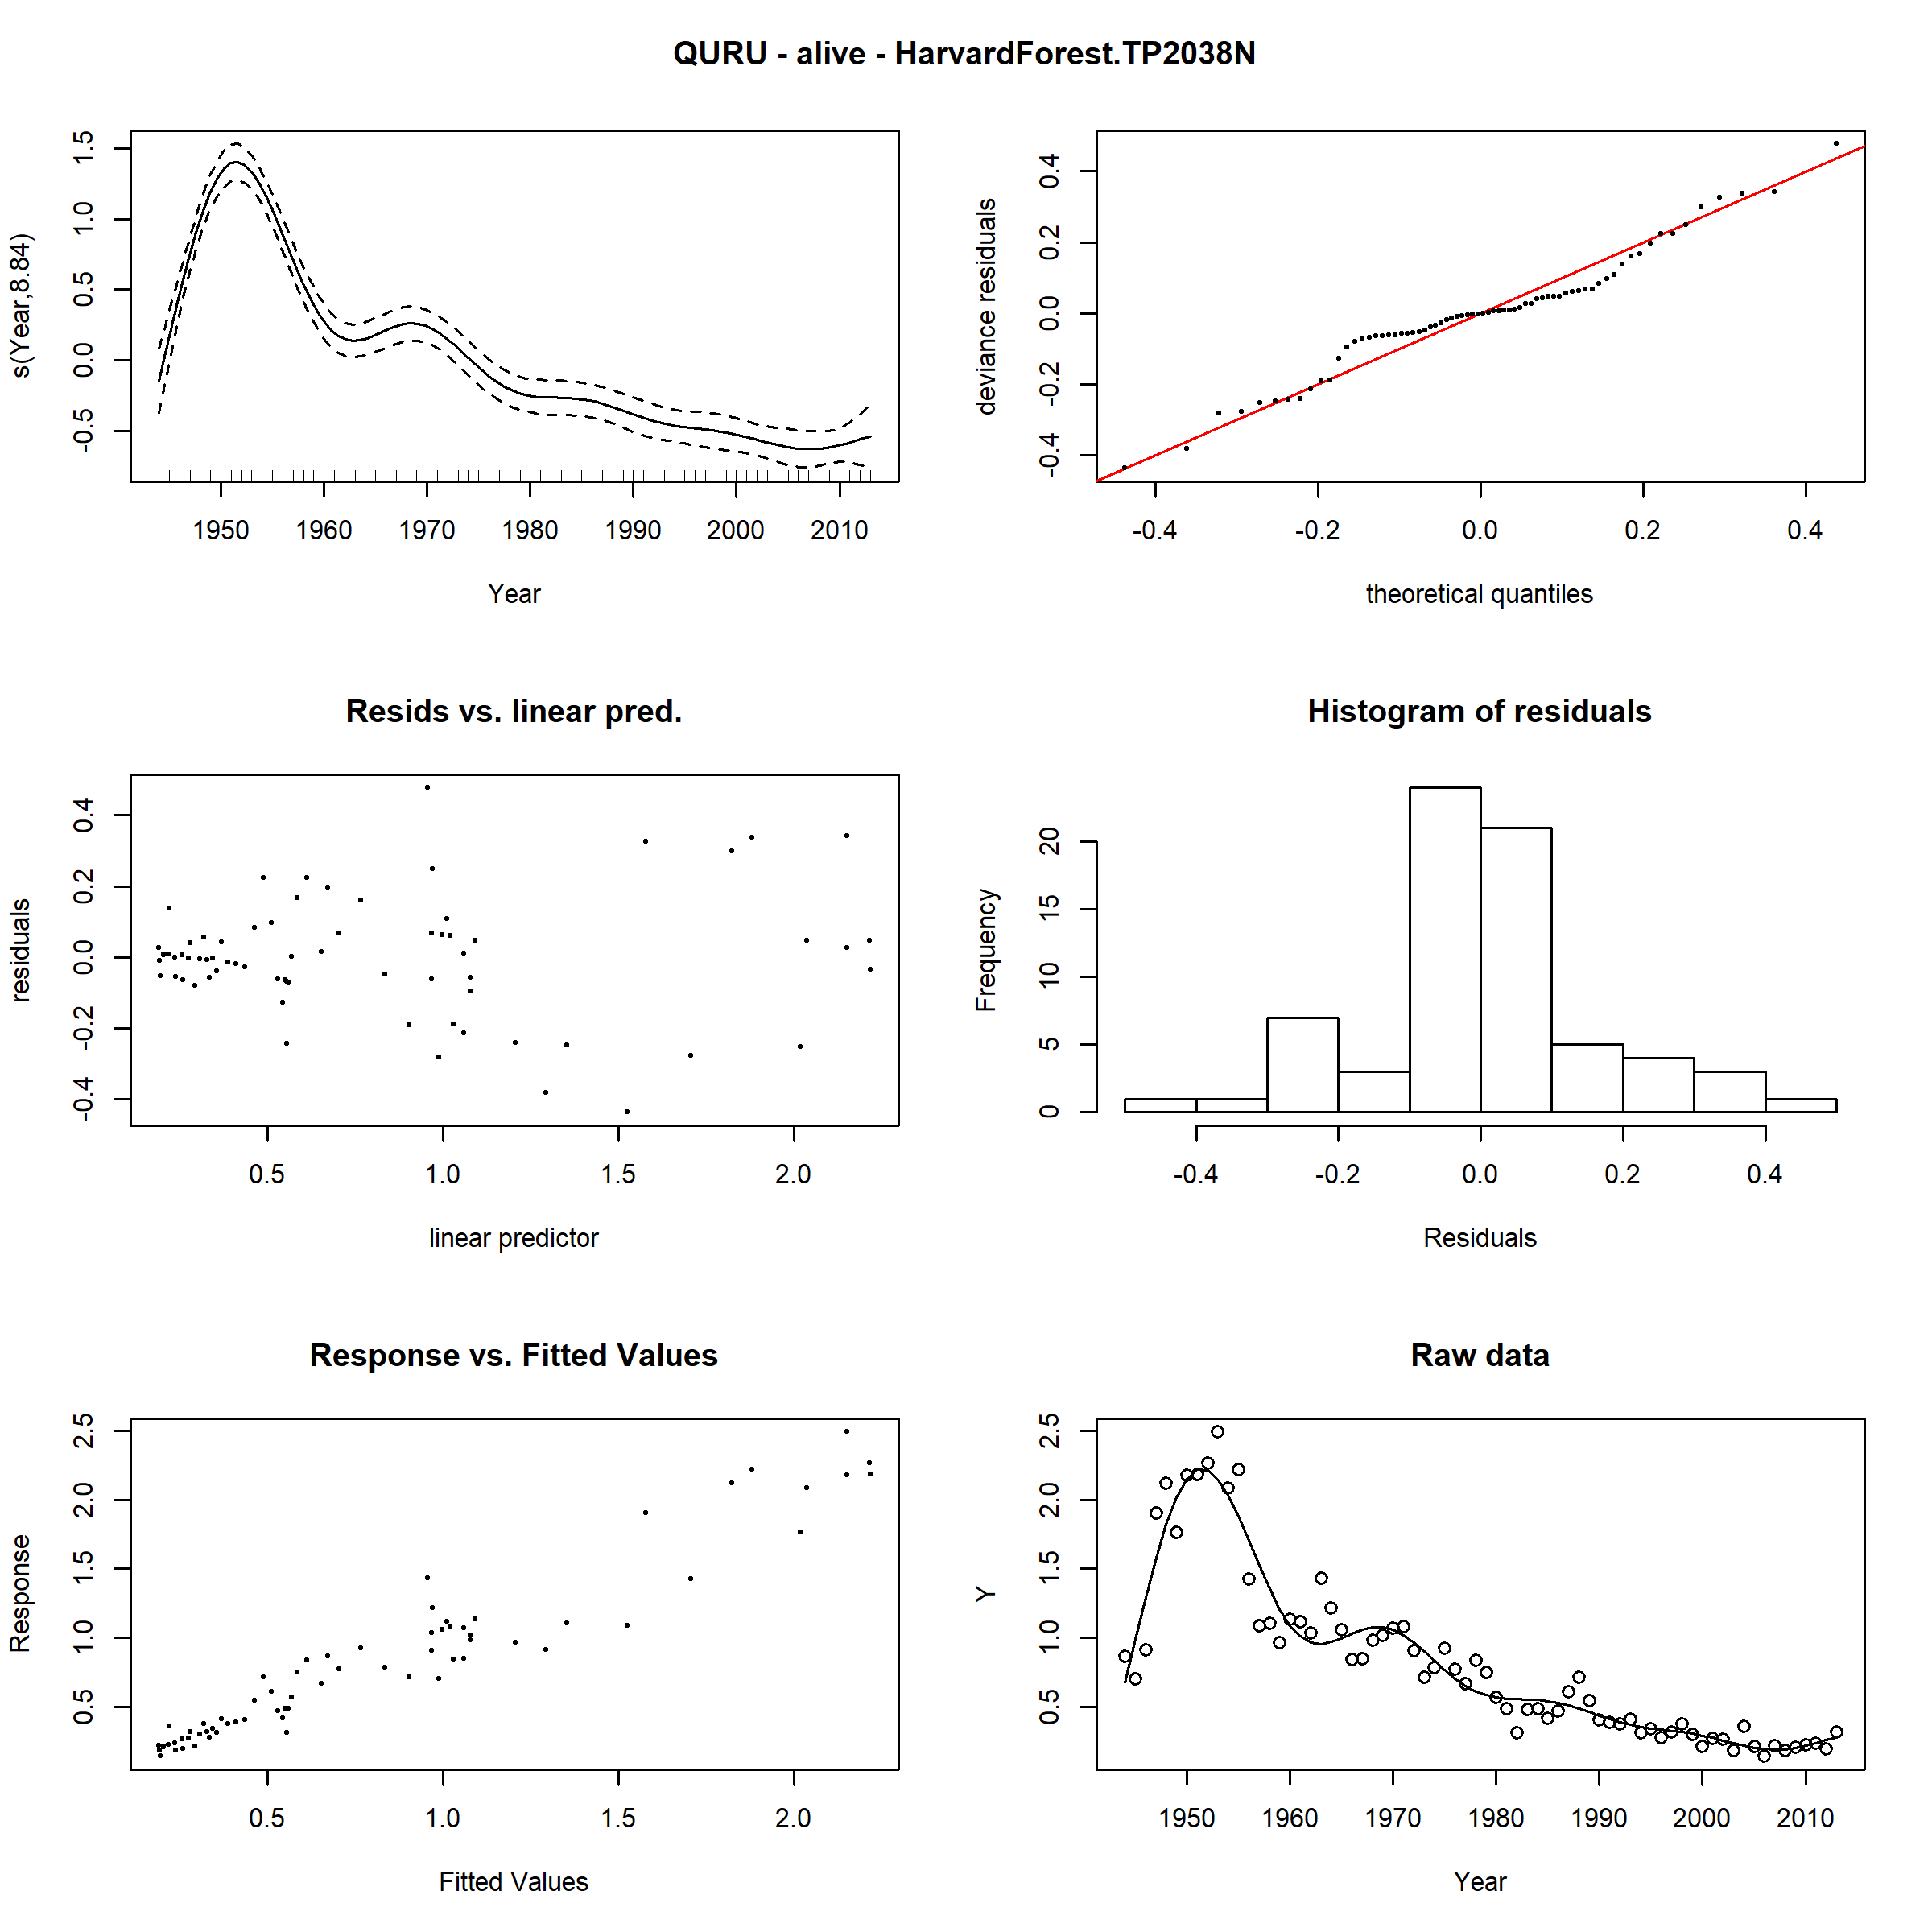 QURU - alive - HarvardForest.TP2038N
s(Year,8.84)
-0.5 0.0 0.5 1.0 1.5
1950 1960 1970 1980 1990 2000 2010
Year
deviance residuals
-0.4 -0.2 0.0 0.2 0.4
-0.4 -0.2 0.0 0.2 0.4
theoretical quantiles
Resids vs. linear pred.
residuals
-0.4 -0.2 0.0 0.2 0.4
0.5 1.0 1.5 2.0
linear predictor
Histogram of residuals
Frequency
0 5 10 15 20
-0.4 -0.2 0.0 0.2 0.4
Residuals
Response vs. Fitted Values
Response
0.5 1.0 1.5 2.0 2.5
0.5 1.0 1.5 2.0
Fitted Values
Raw data
Y
0.5 1.0 1.5 2.0 2.5
1950 1960 1970 1980 1990 2000 2010
Year